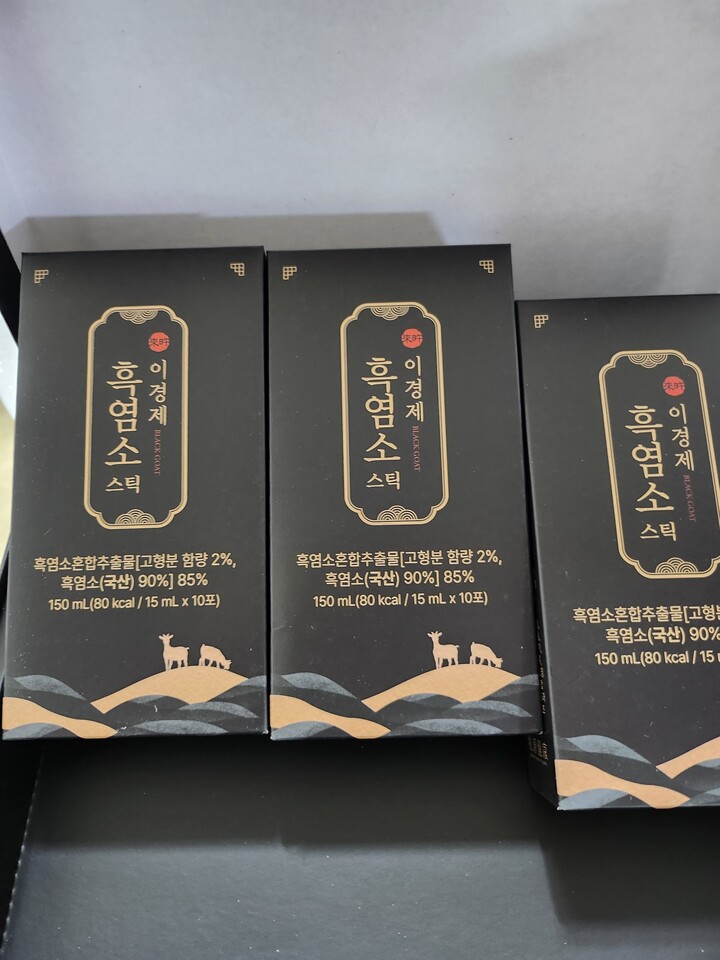 이경제
흑염소
스틱
BLACK GOAT
흑염소혼합추출물[고형분 함량 2%,
흑염소(국산) 90%] 85%
150 mL(80 kcal / 15 mL x 10포)
이경제
흑염소
스틱
BLACK GOAT
흑염소혼합추출물[고형분 함량 2%,
흑염소(국산) 90%] 85%
150 mL(80 kcal / 15 mL x 10포)
이경제
흑염소
스틱
BLACK GOAT
흑염소혼합추출물[고형
흑염소(국산) 90%
150 mL(80 kcal / 15